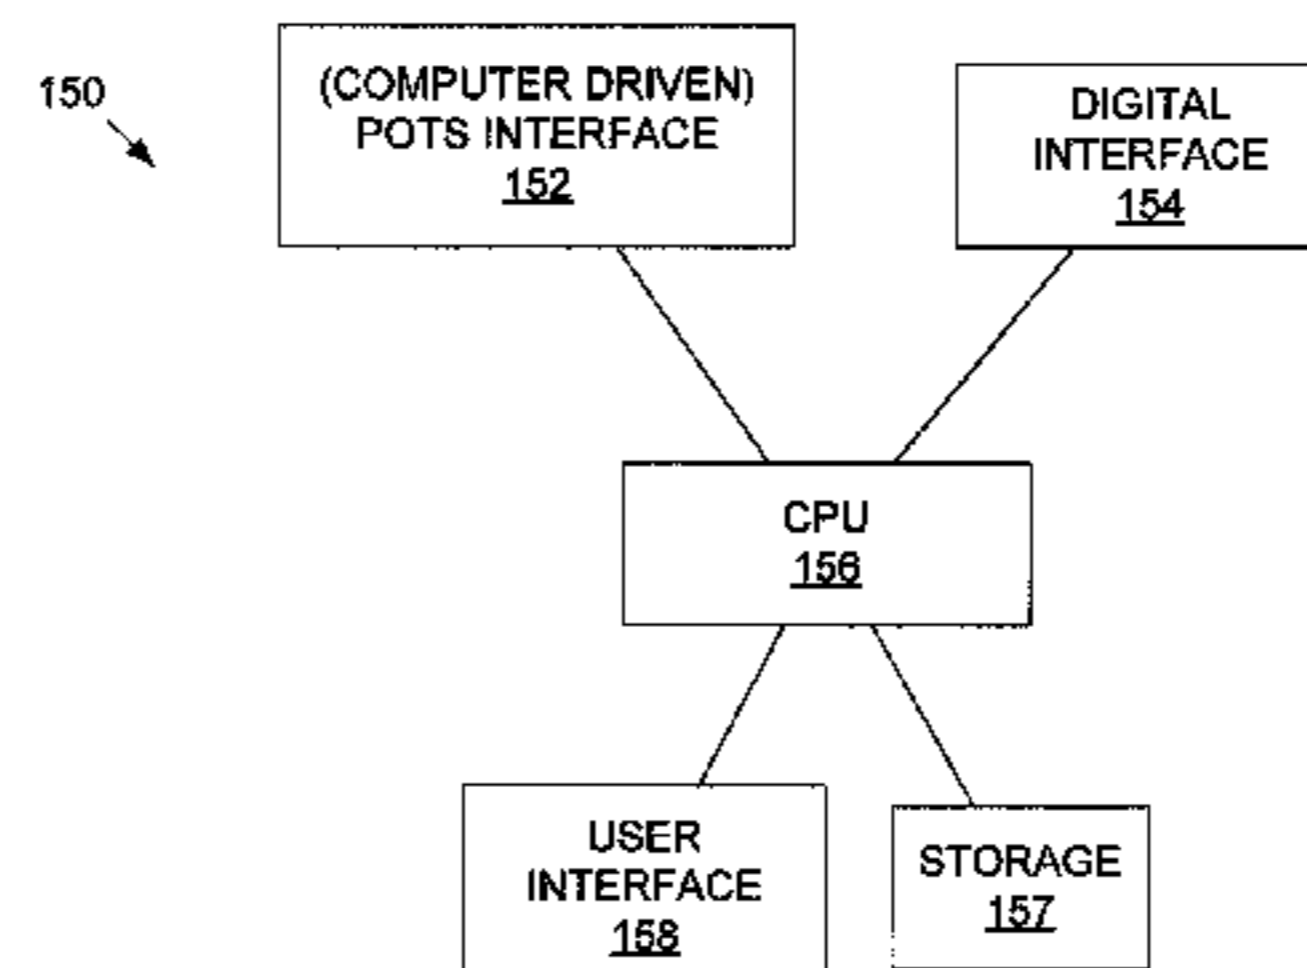 150
(COMPUTER DRIVEN)
POTS INTERFACE
152
DIGITAL
INTERFACE
154
CPU
156
USER
INTERFACE
158
STORAGE
157